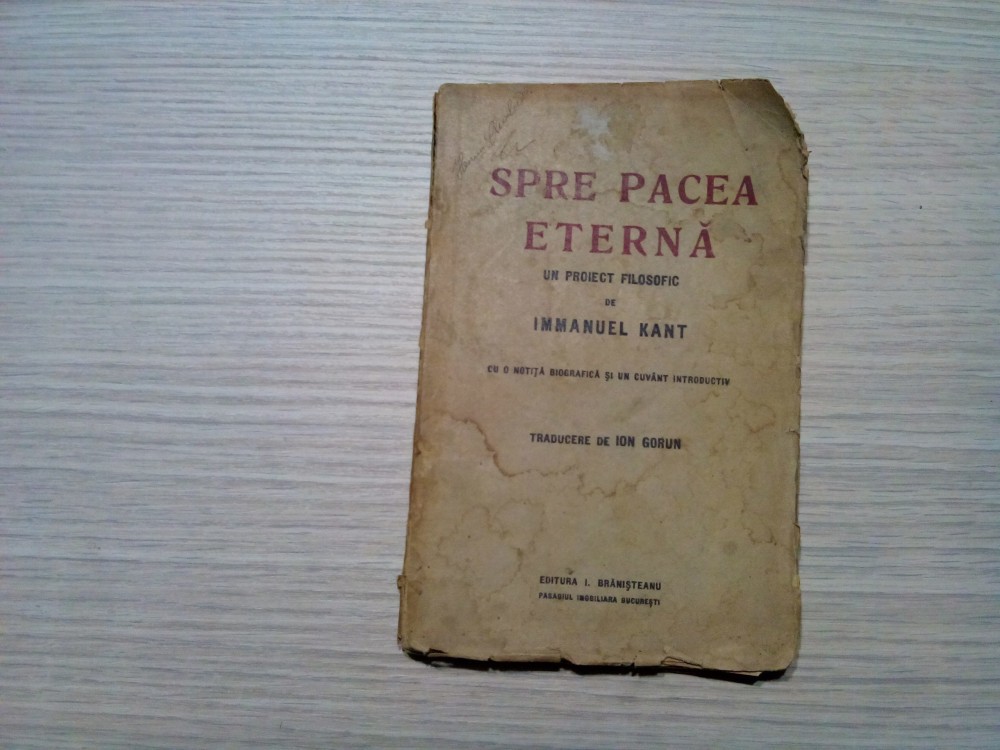 SPRE PACEA
ETERNĂ
UN PROIECT FILOSOFIC
DE
IMMANUEL KANT
CU O NOTIȚĂ BIOGRAFICĂ ȘI UN CUVÂNT INTRODUCTIV
TRADUCERE DE ION GORUN
EDITURA I. BRĂNIȘTEANU
PASAGIUL IMOBILIARA BUCUREȘTI